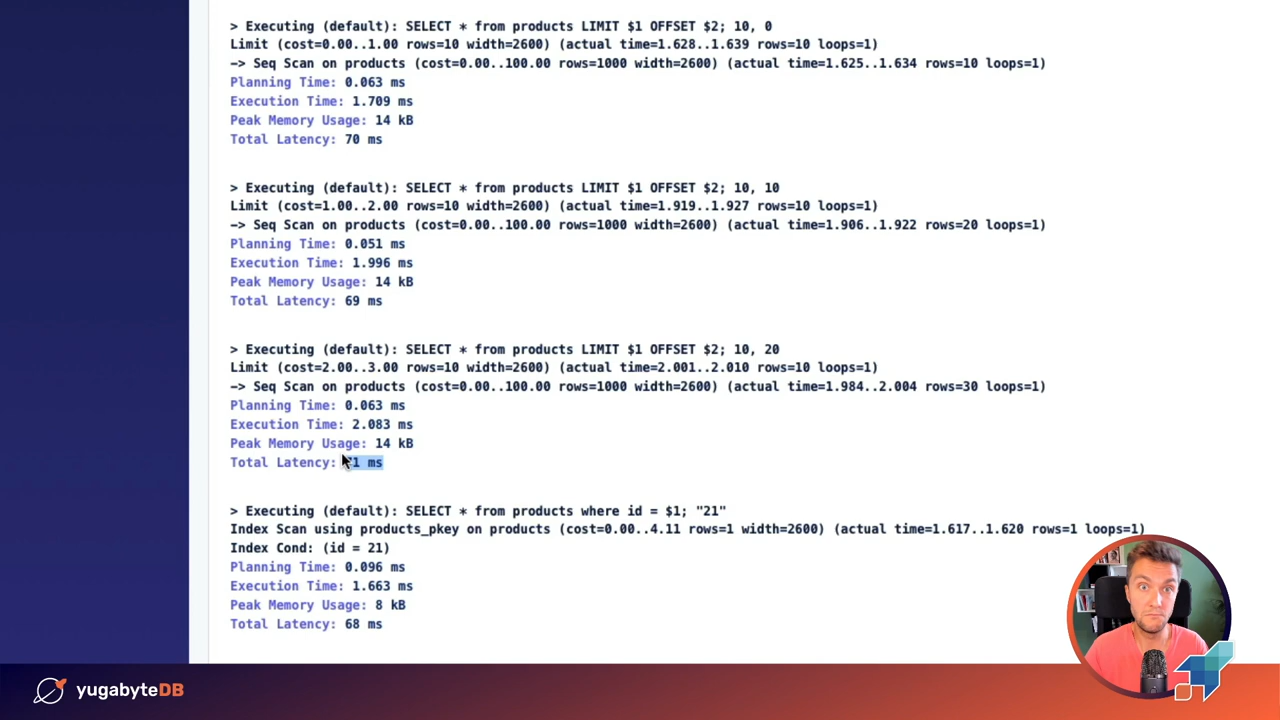 > Executing (default): SELECT * from products LIMIT $1 OFFSET $2; 10, 0
Limit (cost=0.00..1.00 rows=10 width=2600) (actual time=1.628..1.639 rows=10 loops=1)
-> Seq Scan on products (cost=0.00..100.00 rows=1000 width=2600) (actual time=1.625..1.634 rows=10 loops=1)
Planning Time: 0.063 ms
Execution Time: 1.709 ms
Peak Memory Usage: 14 kB
Total Latency: 70 ms
> Executing (default): SELECT * from products LIMIT $1 OFFSET $2; 10, 10
Limit (cost=1.00..2.00 rows=10 width=2600) (actual time=1.919..1.927 rows=10 loops=1)
-> Seq Scan on products (cost=0.00..100.00 rows=1000 width=2600) (actual time=1.906..1.922 rows=20 loops=1)
Planning Time: 0.051 ms
Execution Time: 1.996 ms
Peak Memory Usage: 14 kB
Total Latency: 69 ms
> Executing (default): SELECT * from products LIMIT $1 OFFSET $2; 10, 20
Limit (cost=2.00..3.00 rows=10 width=2600) (actual time=2.001..2.010 rows=10 loops=1)
-> Seq Scan on products (cost=0.00..100.00 rows=1000 width=2600) (actual time=1.984..2.004 rows=30 loops=1)
Planning Time: 0.063 ms
Execution Time: 2.083 ms
Peak Memory Usage: 14 kB
Total Latency: ms
> Executing (default): SELECT * from products where id = $1; "21"
Index Scan using products_pkey on products (cost=0.00..4.11 rows=1 width=2600) (actual time=1.617..1.620 rows=1 loops=1)
Index Cond: (id = 21)
Planning Time: 0.096 ms
Execution Time: 1.663 ms
Peak Memory Usage: 8 kB
Total Latency: 68 ms
yugabyteDB